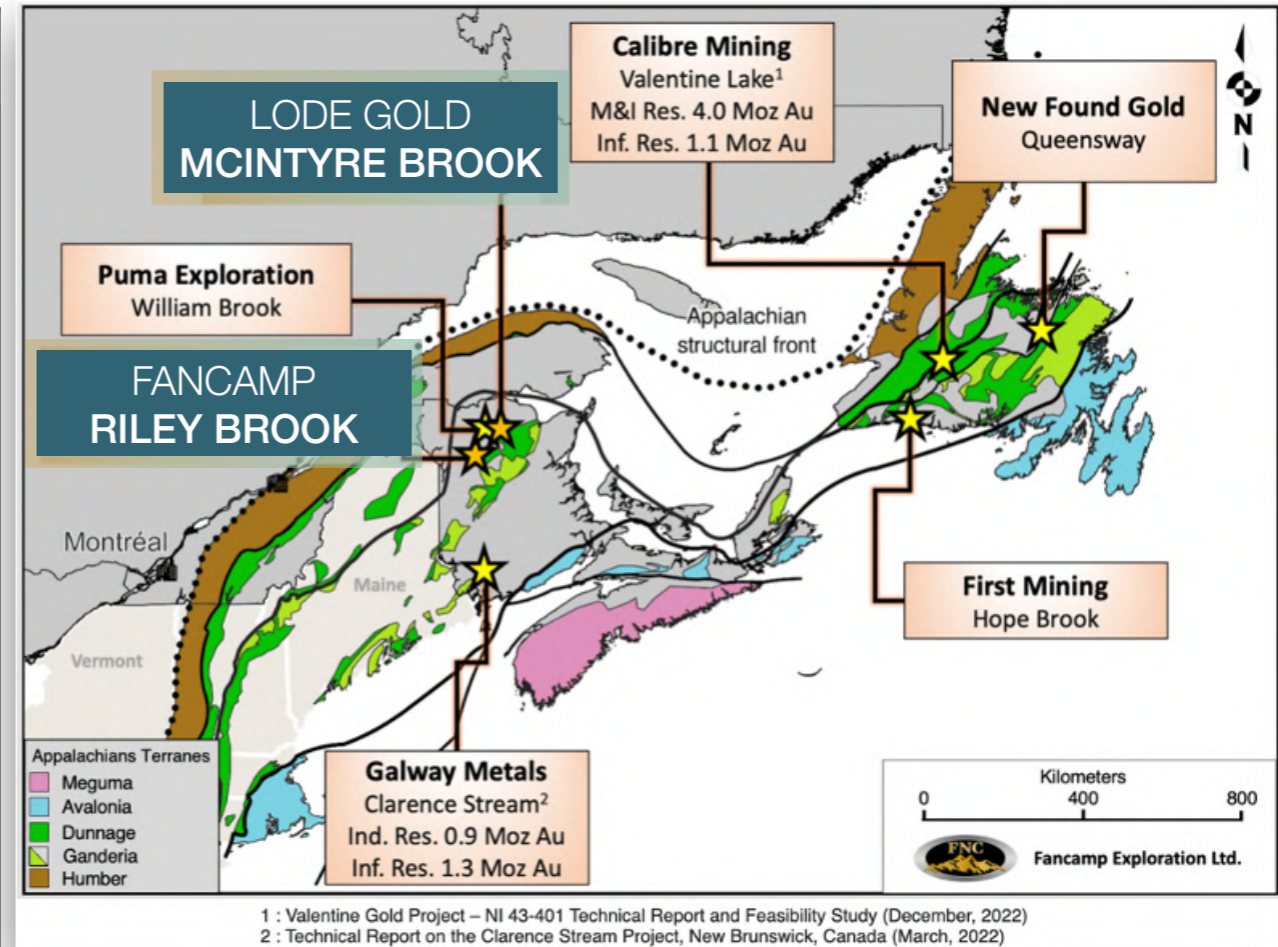 Calibre Mining
Valentine Lake1
M&I Res. 4.0 Moz Au
Inf. Res. 1.1 Moz Au
New Found Gold
Queensway
N
LODE GOLD
MCINTYRE BROOK
Puma Exploration
William Brook
FANCAMP
RILEY BROOK
Appalachian
structural front
Montréal
Maine
Vermont
First Mining
Hope Brook
Galway Metals
Clarence Stream2
Ind. Res. 0.9 Moz Au
Inf. Res. 1.3 Moz Au
Appalachians Terranes
Meguma
Avalonia
Dunnage
Ganderia
Humber
Kilometers
0 400 800
FNC
Fancamp Exploration Ltd.
1 : Valentine Gold Project – NI 43-401 Technical Report and Feasibility Study (December, 2022)
2 : Technical Report on the Clarence Stream Project, New Brunswick, Canada (March, 2022)